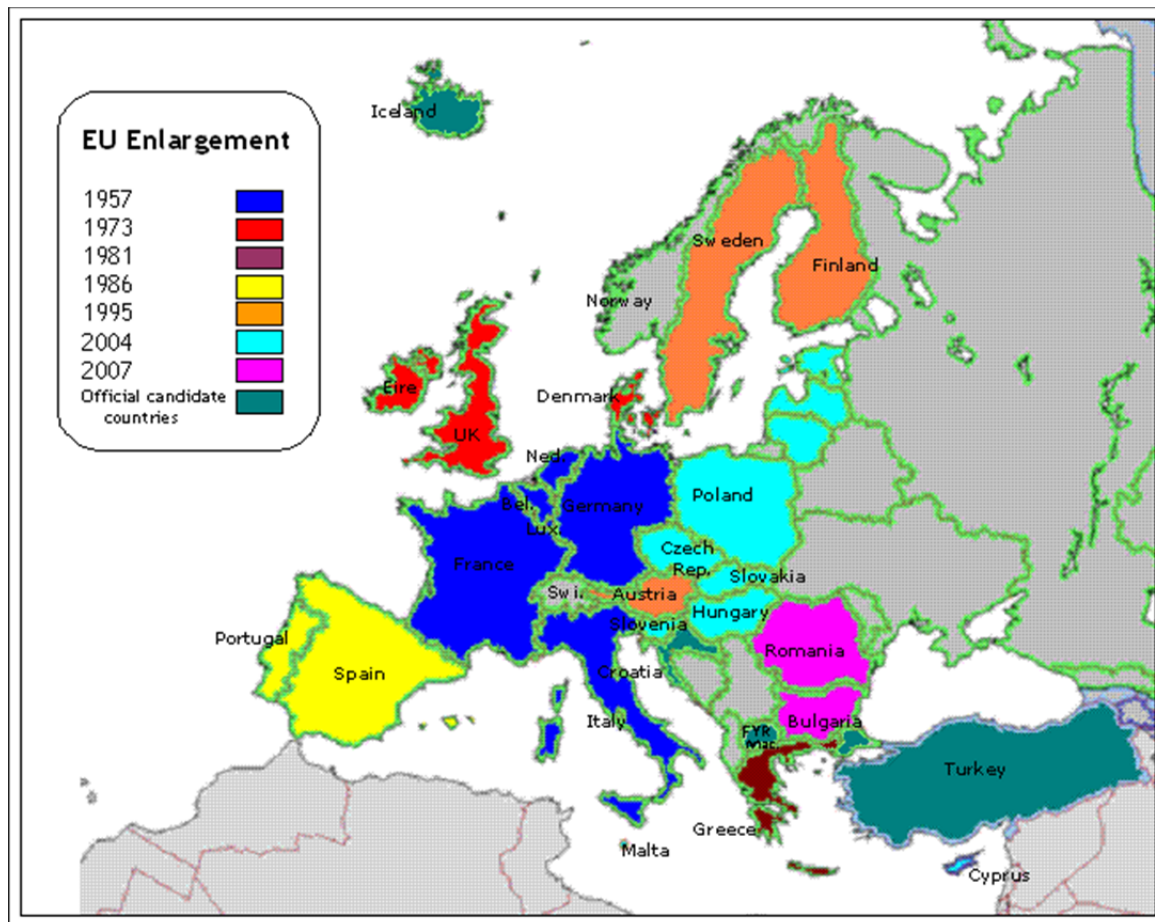 EU Enlargement
1957
1973
1981
1986
1995
2004
2007
Official candidate
countries
Iceland
Sweden
Finland
Norway
Eire
Denmark
UK
Ned.
Poland
Bel.
Germany
Lux.
Czech
Rep.
France
Slovakia
Swi.
Austria
Hungary
Slovenia
Portugal
Romania
Spain
Croatia
Italy
Bulgaria
FYR
Mac.
Turkey
Greece
Malta
Cyprus